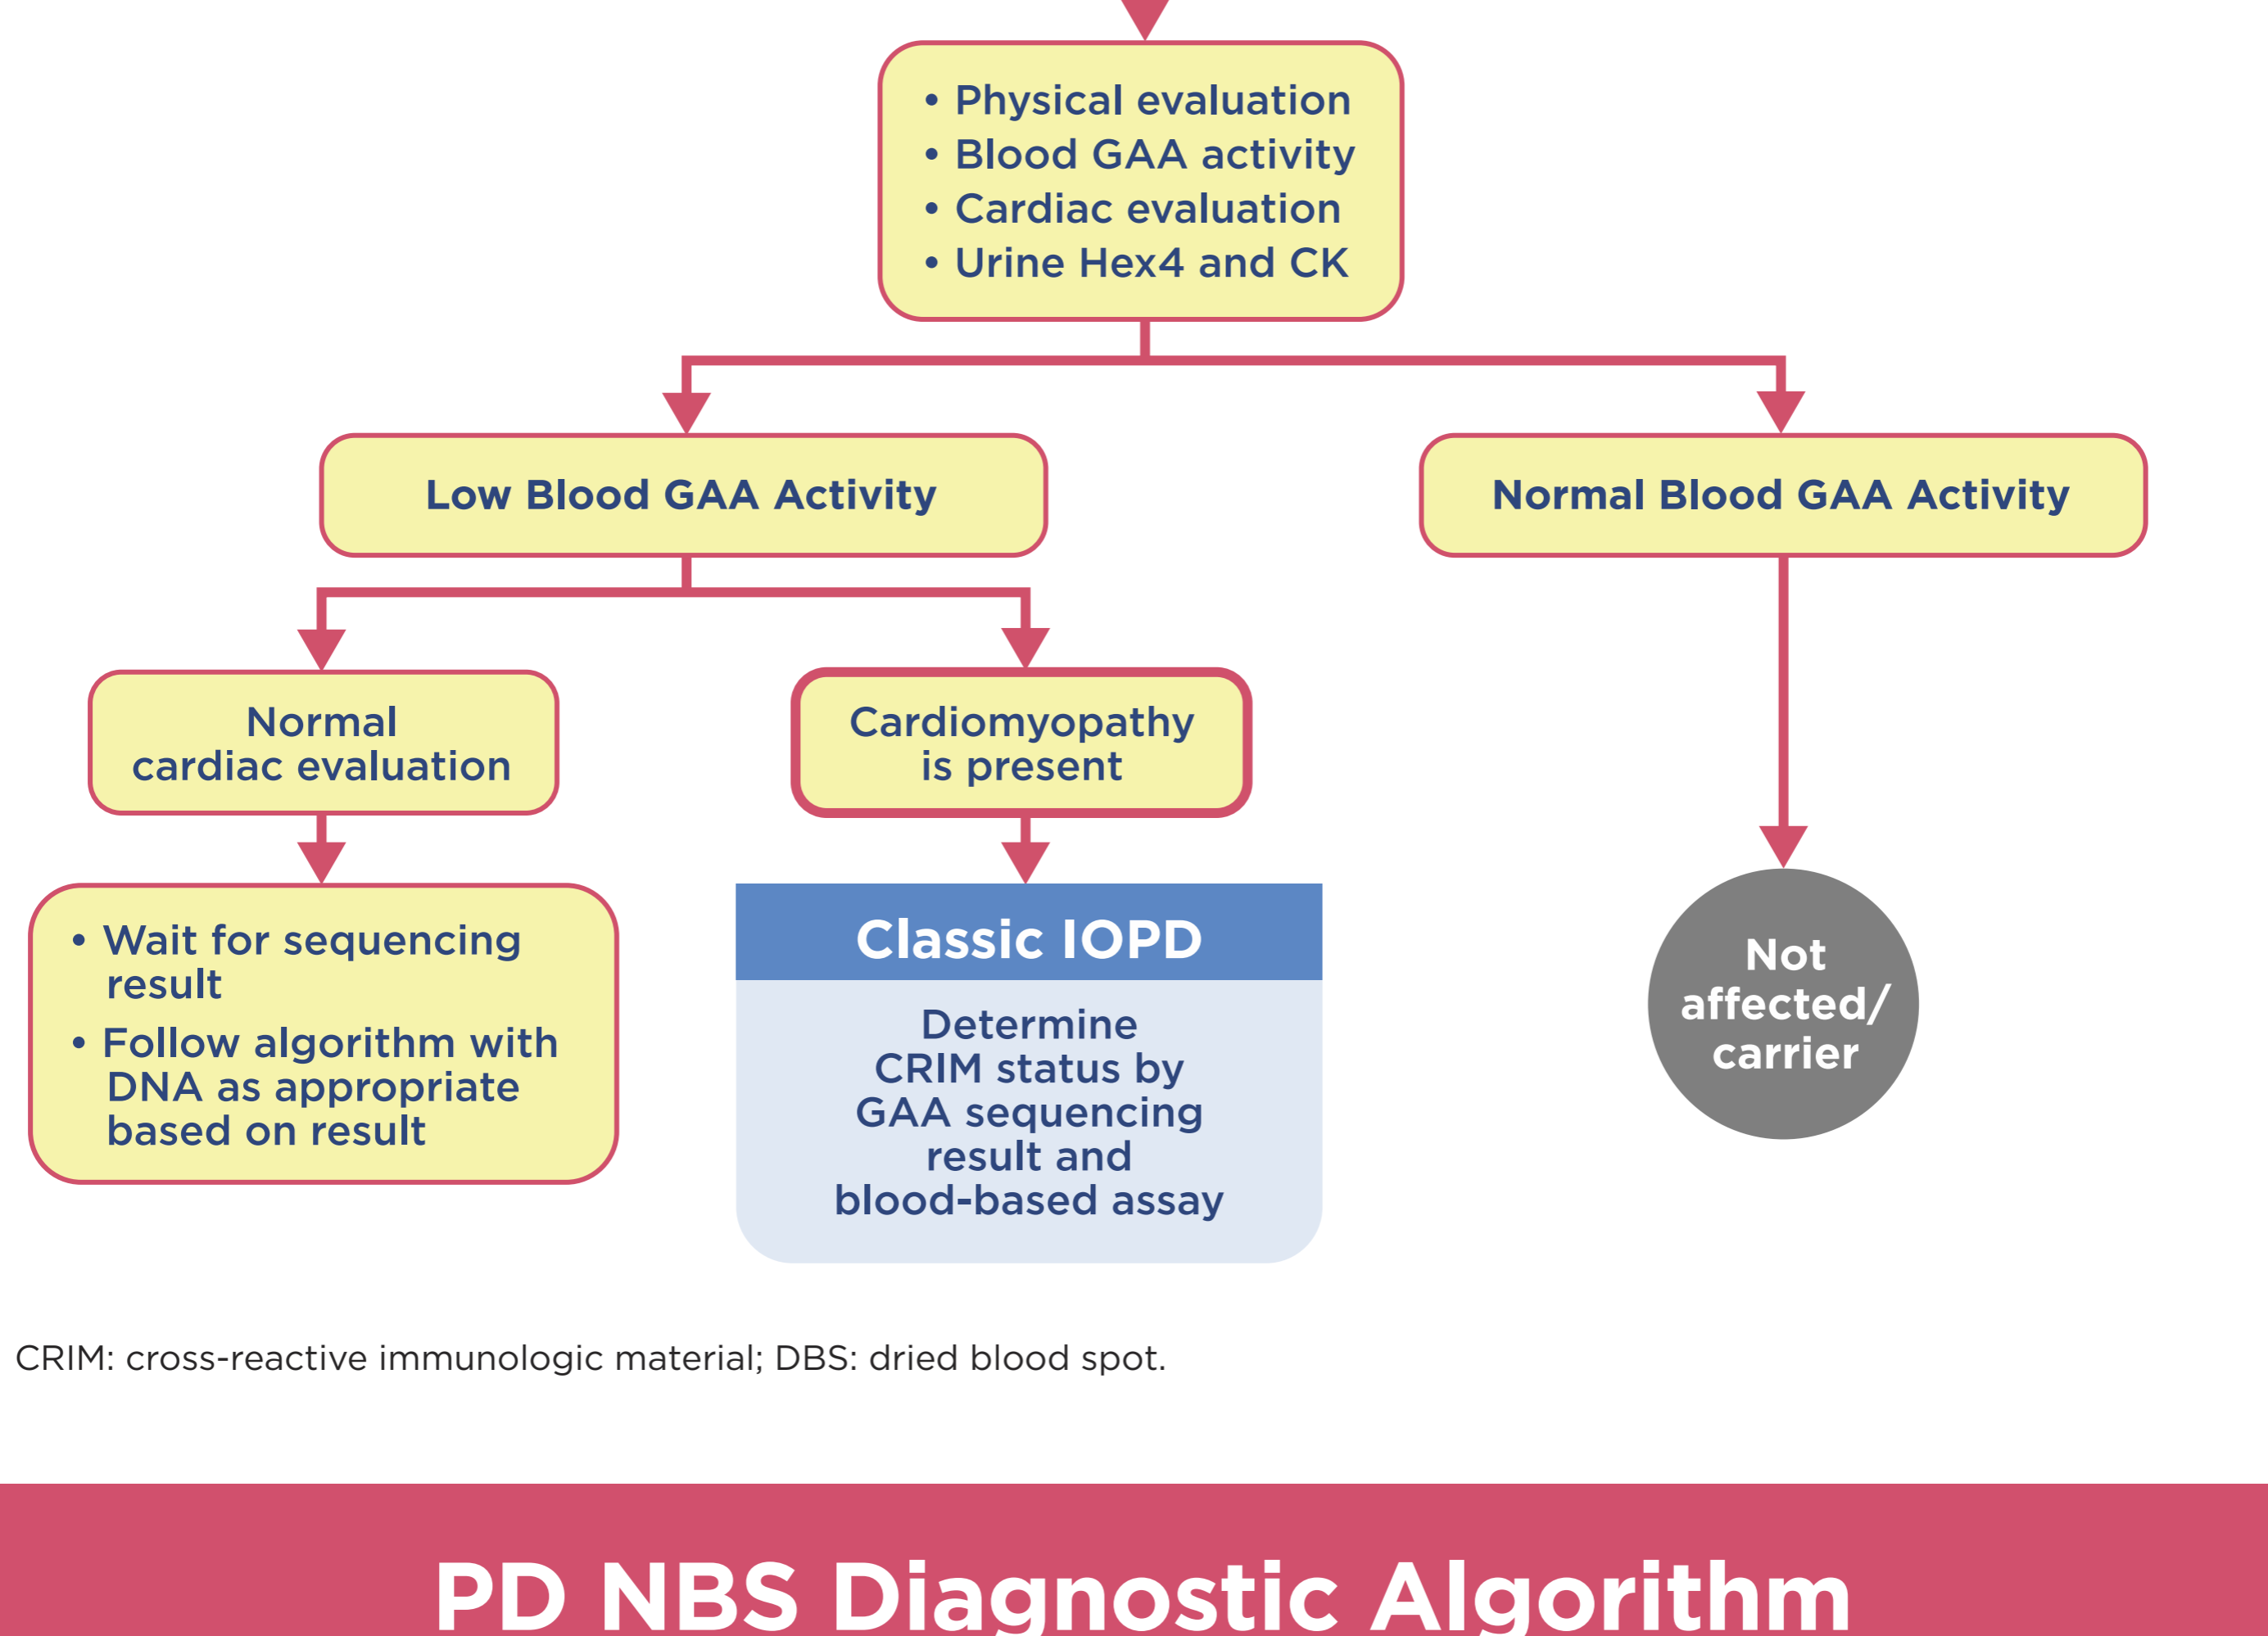 • Physical evaluation
• Blood GAA activity
• Cardiac evaluation
• Urine Hex4 and CK
Low Blood GAA Activity
Normal Blood GAA Activity
Normal
cardiac evaluation
Cardiomyopathy
is present
• Wait for sequencing
result
• Follow algorithm with
DNA as appropriate
based on result
Classic IOPD
Determine
CRIM status by
GAA sequencing
result and
blood-based assay
Not
affected/
carrier
CRIM: cross-reactive immunologic material; DBS: dried blood spot.
PD NBS Diagnostic Algorithm